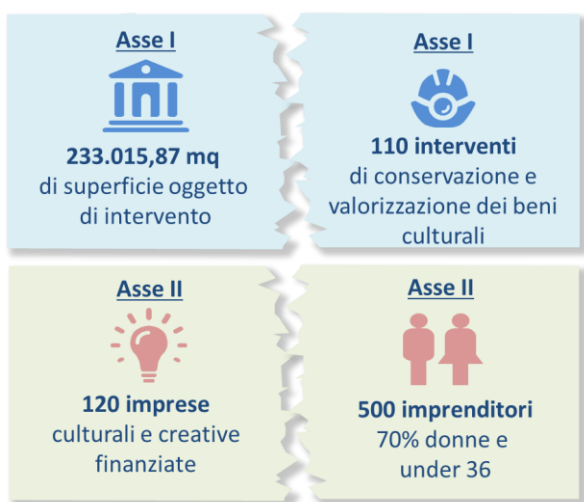 Asse I
233.015,87 mq
di superficie oggetto
di intervento
Asse I
110 interventi
di conservazione e
valorizzazione dei beni
culturali
Asse II
120 imprese
culturali e creative
finanziate
Asse II
500 imprenditori
70% donne e
under 36